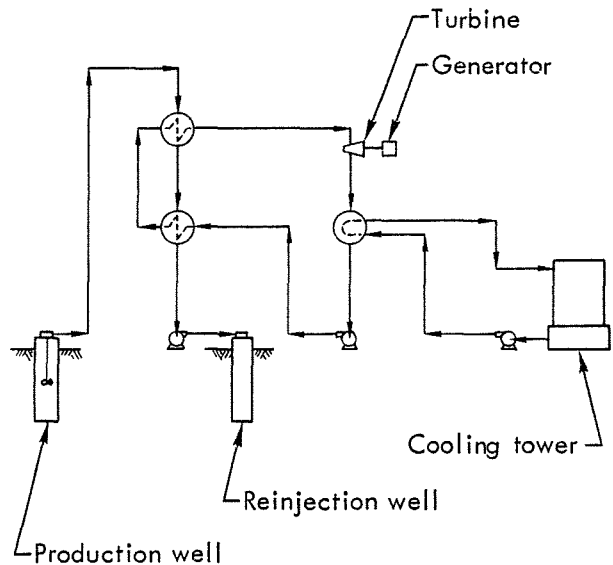 Turbine
Generator
Cooling tower
Reinjection well
Production well